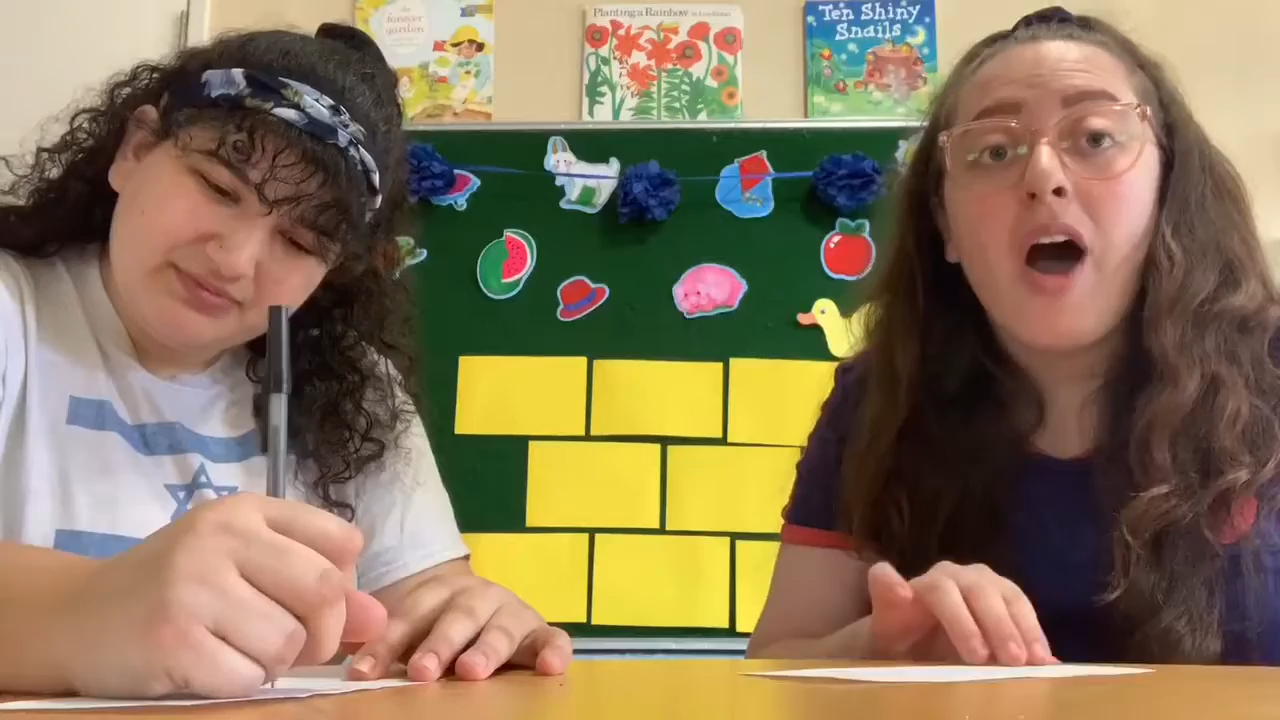 the
forever
garden
Planting a Rainbow
Ten Shiny
Snails